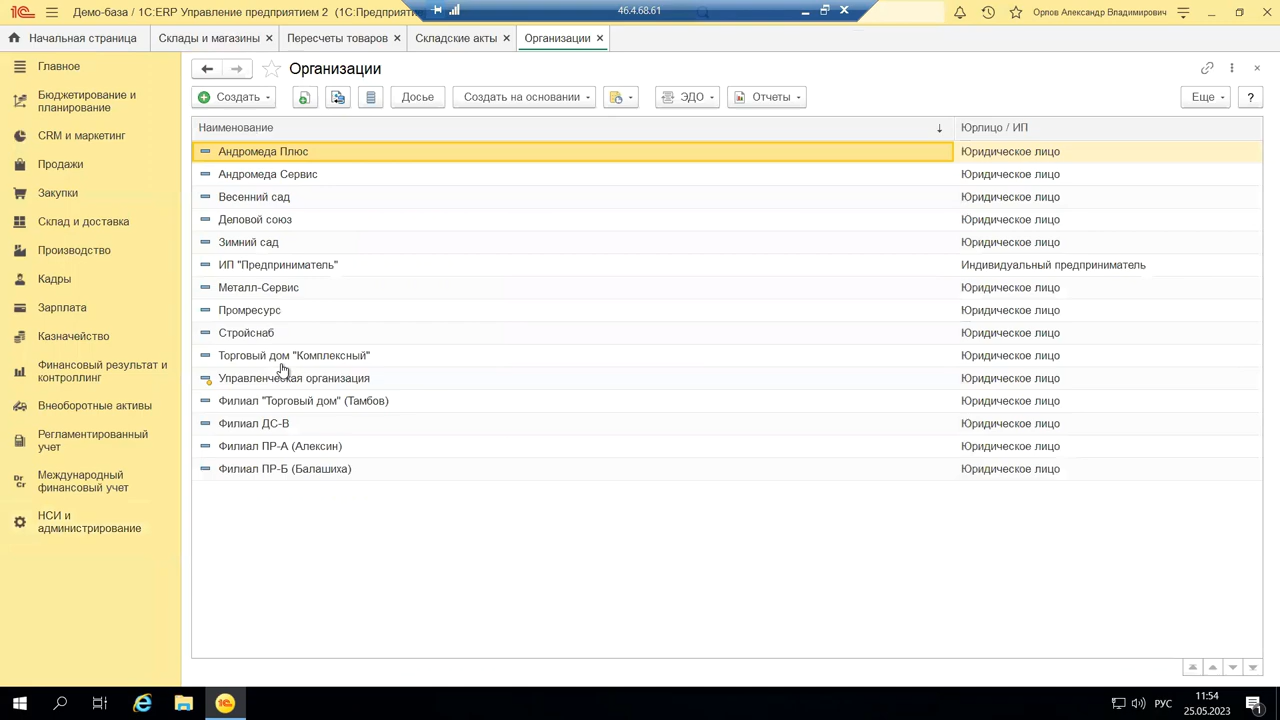 Демо-база / 1С:ERP Управление предприятием 2 (1С:Предприяти
46.4.68.61
Орлов Александр Владимирович
Начальная страница
Склады и магазины
Пересчеты товаров
Складские акты
Организации
Главное
Бюджетирование и
планирование
CRM и маркетинг
Продажи
Закупки
Склад и доставка
Производство
Кадры
Зарплата
Казначейство
Финансовый результат и
контроллинг
Внеоборотные активы
Регламентированный
учет
Международный
финансовый учет
НСИ и
администрирование
Организации
Создать
Досье
Создать на основании
ЭДО
Отчеты
Еще
?
Наименование
Юрлицо / ИП
Андромеда Плюс Юридическое лицо
Андромеда Сервис Юридическое лицо
Весенний сад Юридическое лицо
Деловой союз Юридическое лицо
Зимний сад Юридическое лицо
ИП "Предприниматель" Индивидуальный предприниматель
Металл-Сервис Юридическое лицо
Промресурс Юридическое лицо
Стройснаб Юридическое лицо
Торговый дом "Комплексный" Юридическое лицо
Управленческая организация Юридическое лицо
Филиал "Торговый дом" (Тамбов) Юридическое лицо
Филиал ДС-В Юридическое лицо
Филиал ПР-А (Алексин) Юридическое лицо
Филиал ПР-Б (Балашиха) Юридическое лицо
РУС
11:54
25.05.2023
1